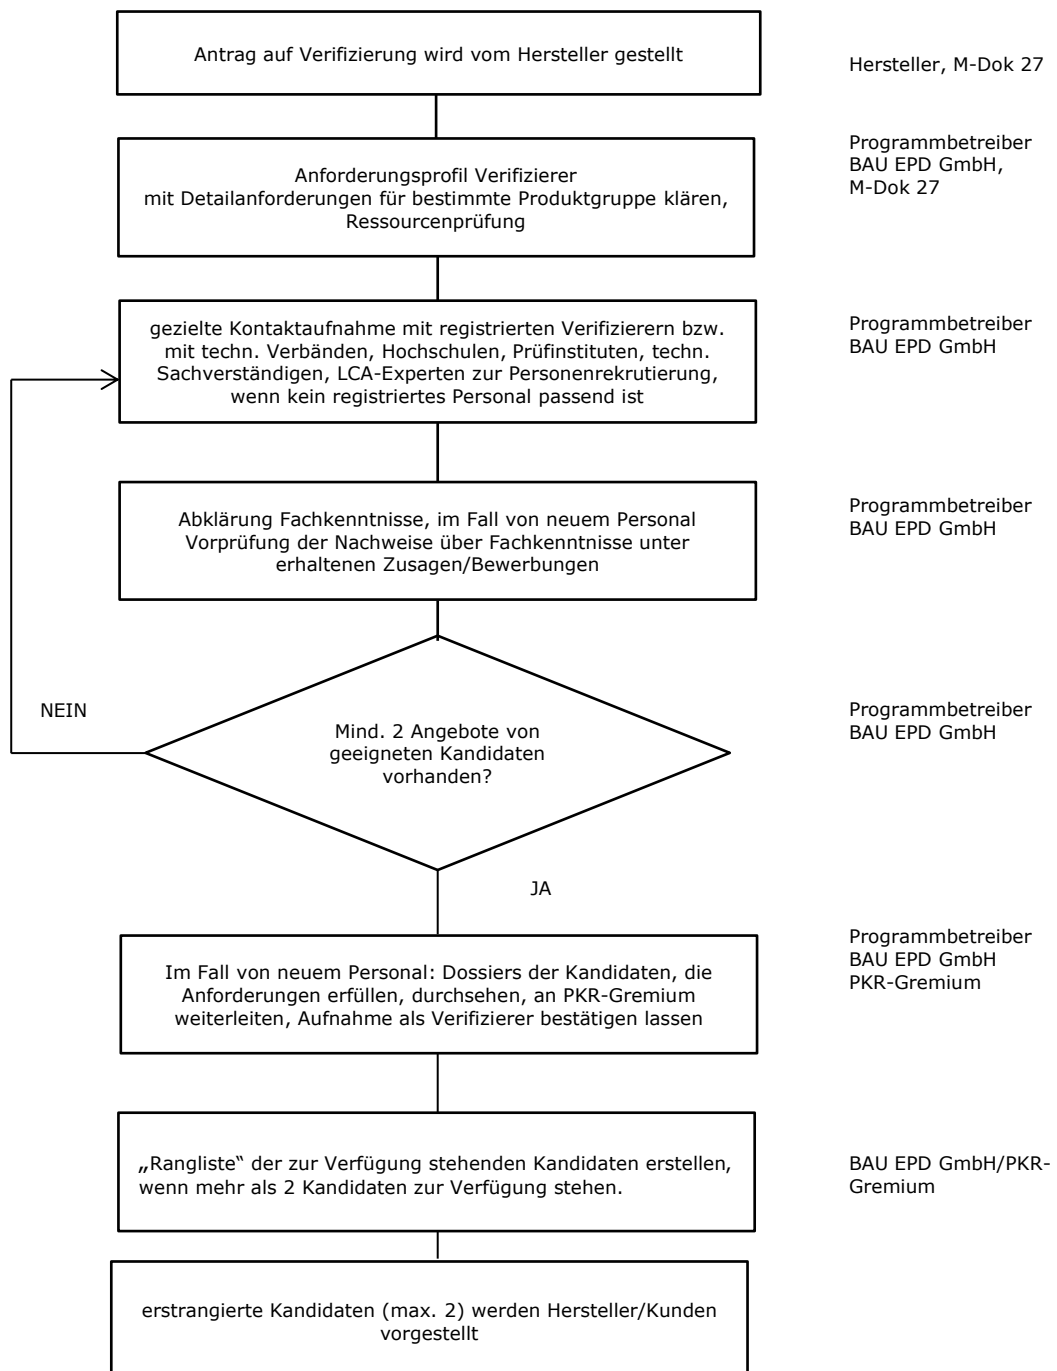 Antrag auf Verifizierung wird vom Hersteller gestellt
Hersteller, M-Dok 27
Anforderungsprofil Verifizierer
mit Detailanforderungen für bestimmte Produktgruppe klären,
Ressourcenprüfung
Programmbetreiber
BAU EPD GmbH,
M-Dok 27
gezielte Kontaktaufnahme mit registrierten Verifizierern bzw.
mit techn. Verbänden, Hochschulen, Prüfinstituten, techn.
Sachverständigen, LCA-Experten zur Personenrekrutierung,
wenn kein registriertes Personal passend ist
Programmbetreiber
BAU EPD GmbH
Abklärung Fachkenntnisse, im Fall von neuem Personal
Vorprüfung der Nachweise über Fachkenntnisse unter
erhaltenen Zusagen/Bewerbungen
Programmbetreiber
BAU EPD GmbH
NEIN
Mind. 2 Angebote von
geeigneten Kandidaten
vorhanden?
Programmbetreiber
BAU EPD GmbH
JA
Im Fall von neuem Personal: Dossiers der Kandidaten, die
Anforderungen erfüllen, durchsehen, an PKR-Gremium
weiterleiten, Aufnahme als Verifizierer bestätigen lassen
Programmbetreiber
BAU EPD GmbH
PKR-Gremium
„Rangliste“ der zur Verfügung stehenden Kandidaten erstellen,
wenn mehr als 2 Kandidaten zur Verfügung stehen.
BAU EPD GmbH/PKR-
Gremium
erstrangierte Kandidaten (max. 2) werden Hersteller/Kunden
vorgestellt